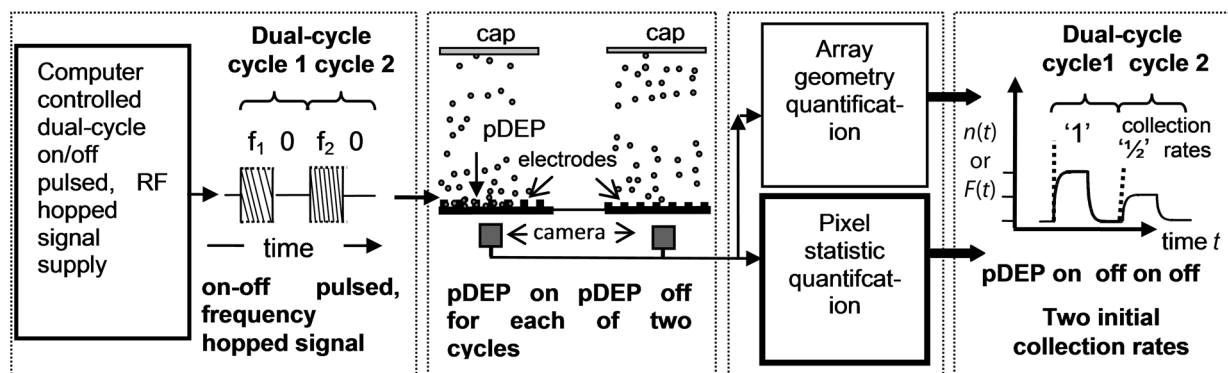 Computer
controlled
dual-cycle
on/off
pulsed, RF
hopped
signal
supply
Dual-cycle
cycle 1 cycle 2
f1 0 f2 0
time
on-off pulsed,
frequency
hopped signal
cap cap
pDEP
electrodes
camera
pDEP on pDEP off
for each of two
cycles
Array
geometry
quantificat-
ion
Pixel
statistic
quantifcat-
ion
Dual-cycle
cycle1 cycle 2
n(t)
or
F(t)
‘1’
collection
‘½’ rates
time t
pDEP on off on off
Two initial
collection rates